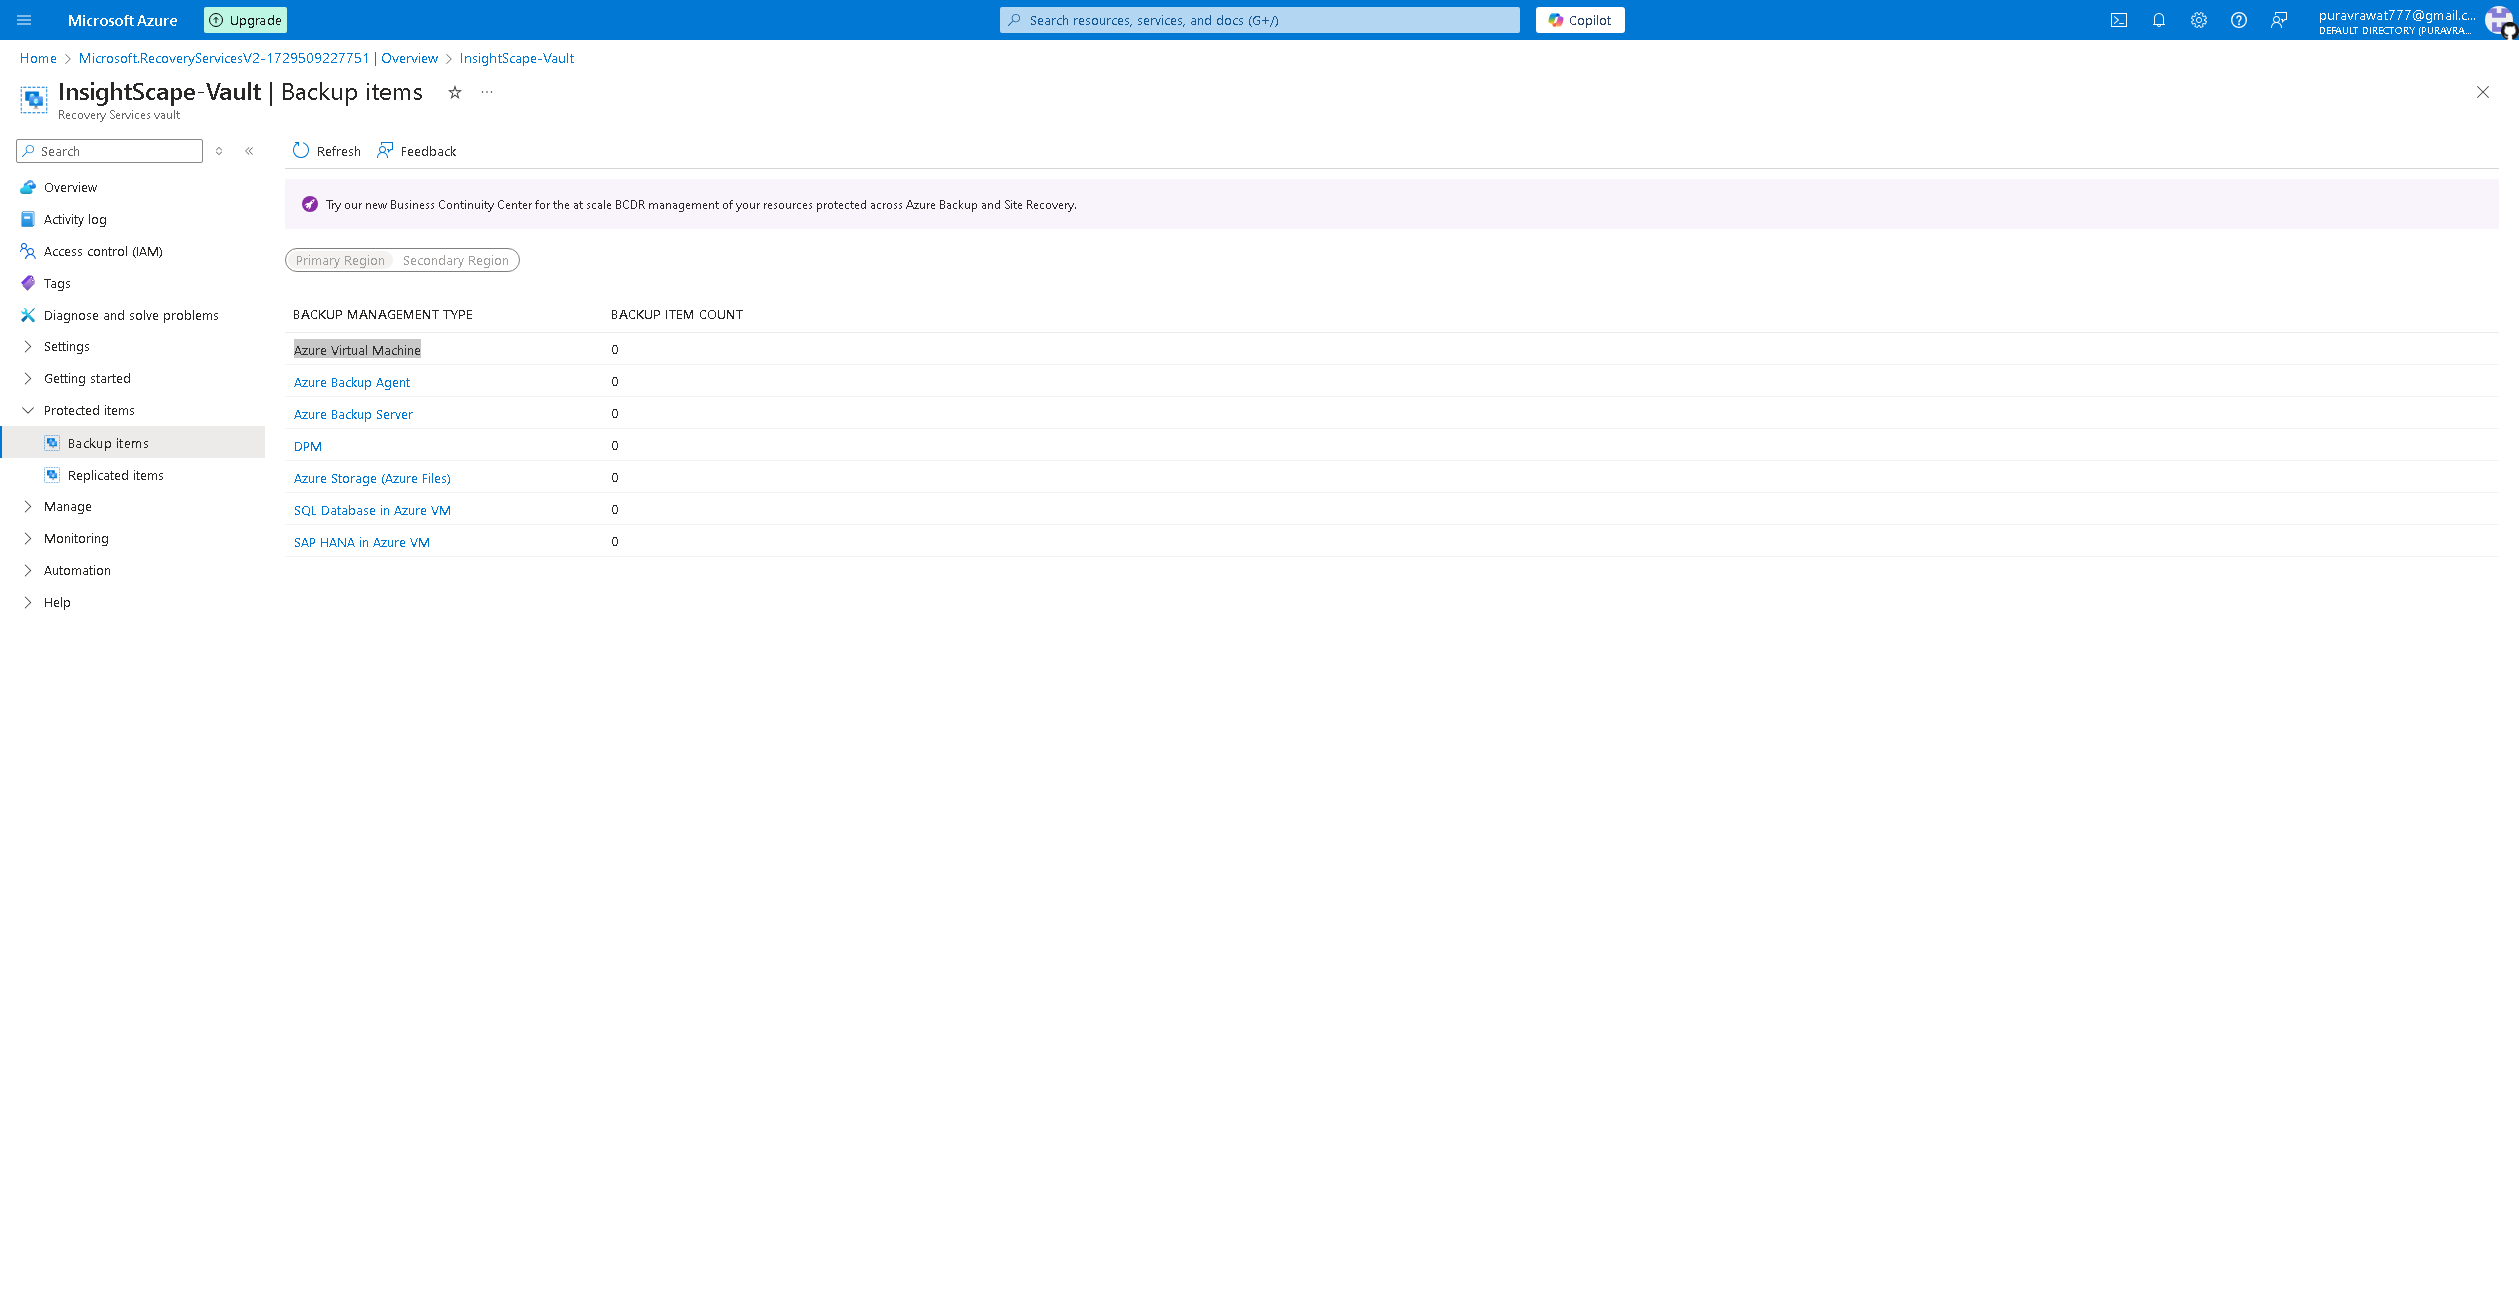 Microsoft Azure
Upgrade
Search resources, services, and docs (G+/)
Copilot
puravrawat777@gmail.c...
DEFAULT DIRECTORY (PURAVRA...
Home > Microsoft.RecoveryServicesV2-1729509227751 | Overview > InsightScape-Vault
InsightScape-Vault | Backup items
Recovery Services vault
Search
Refresh
Feedback
Overview
Activity log
Access control (IAM)
Tags
Diagnose and solve problems
Settings
Getting started
Protected items
Backup items
Replicated items
Manage
Monitoring
Automation
Help
Try our new Business Continuity Center for the at scale BCDR management of your resources protected across Azure Backup and Site Recovery.
Primary Region Secondary Region
BACKUP MANAGEMENT TYPE BACKUP ITEM COUNT
Azure Virtual Machine 0
Azure Backup Agent 0
Azure Backup Server 0
DPM 0
Azure Storage (Azure Files) 0
SQL Database in Azure VM 0
SAP HANA in Azure VM 0